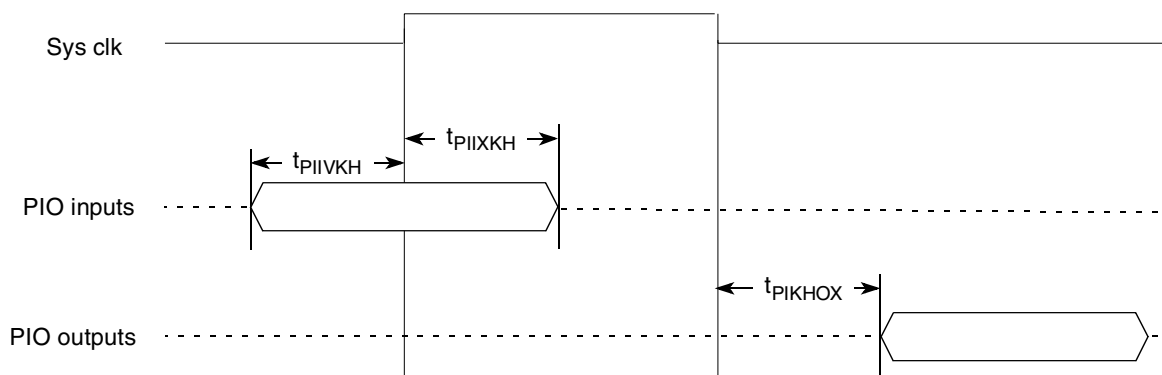 Sys clk
t_PIIXKH
t_PIIVKH
PIO inputs
t_PIKHOX
PIO outputs